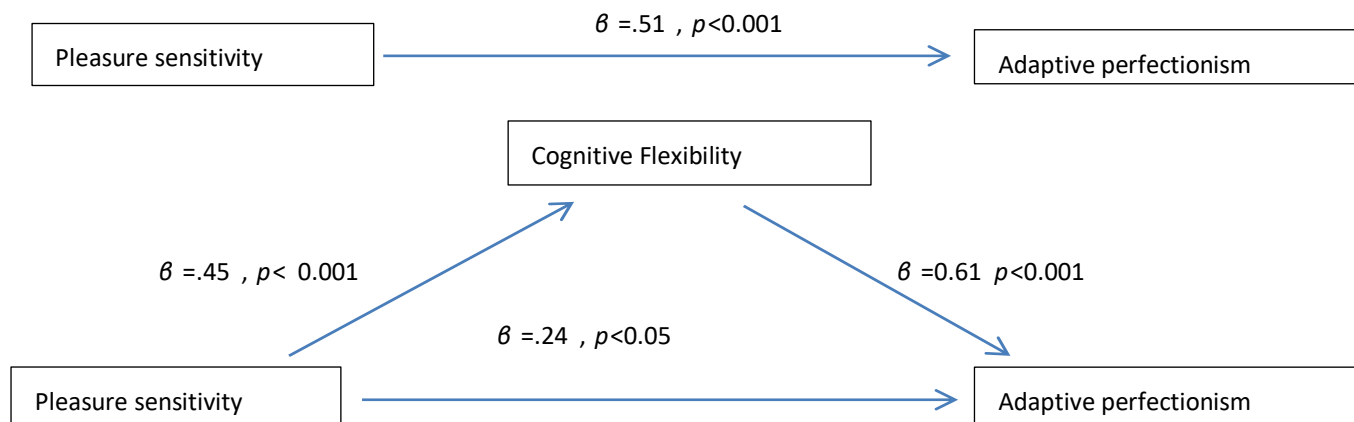 β =.51 , p<0.001
Pleasure sensitivity
Adaptive perfectionism
Cognitive Flexibility
β =.45 , p< 0.001
β =0.61 p<0.001
β =.24 , p<0.05
Pleasure sensitivity
Adaptive perfectionism